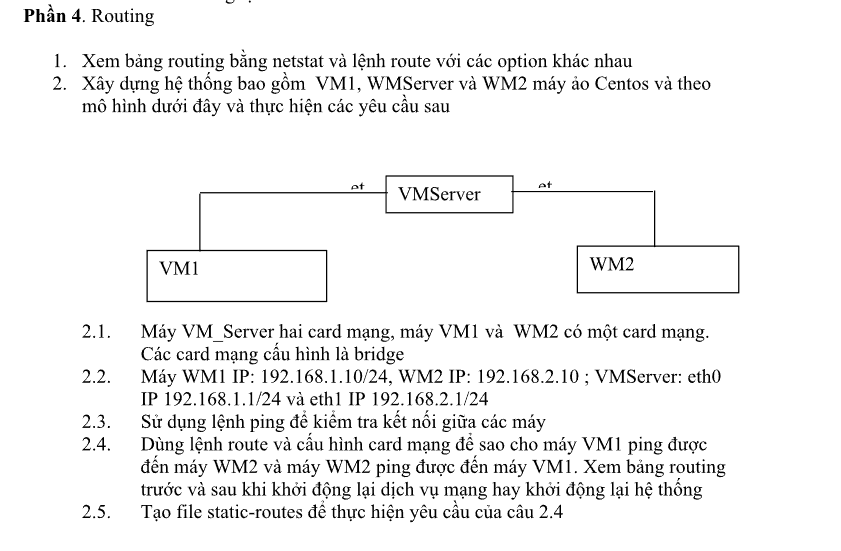 Phần 4. Routing
1. Xem bảng routing bằng netstat và lệnh route với các option khác nhau
2. Xây dựng hệ thống bao gồm VM1, WMServer và WM2 máy ảo Centos và theo
mô hình dưới đây và thực hiện các yêu cầu sau
et
VMServer
et
VM1
WM2
2.1. Máy VM_Server hai card mạng, máy VM1 và WM2 có một card mạng.
Các card mạng cấu hình là bridge
2.2. Máy WM1 IP: 192.168.1.10/24, WM2 IP: 192.168.2.10 ; VMServer: eth0
IP 192.168.1.1/24 và eth1 IP 192.168.2.1/24
2.3. Sử dụng lệnh ping để kiểm tra kết nối giữa các máy
2.4. Dùng lệnh route và cấu hình card mạng để sao cho máy VM1 ping được
đến máy WM2 và máy WM2 ping được đến máy VM1. Xem bảng routing
trước và sau khi khởi động lại dịch vụ mạng hay khởi động lại hệ thống
2.5. Tạo file static-routes để thực hiện yêu cầu của câu 2.4